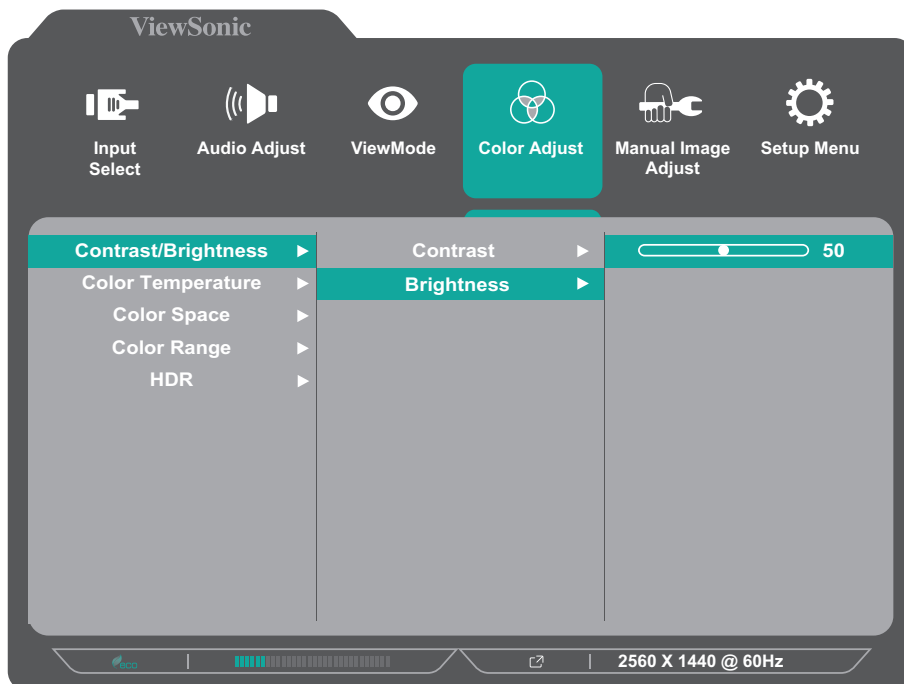 ViewSonic
Input
Select
Audio Adjust
ViewMode
Color Adjust
Manual Image
Adjust
Setup Menu
Contrast/Brightness
Contrast
50
Color Temperature
Brightness
Color Space
Color Range
HDR
eco
2560 X 1440 @ 60Hz